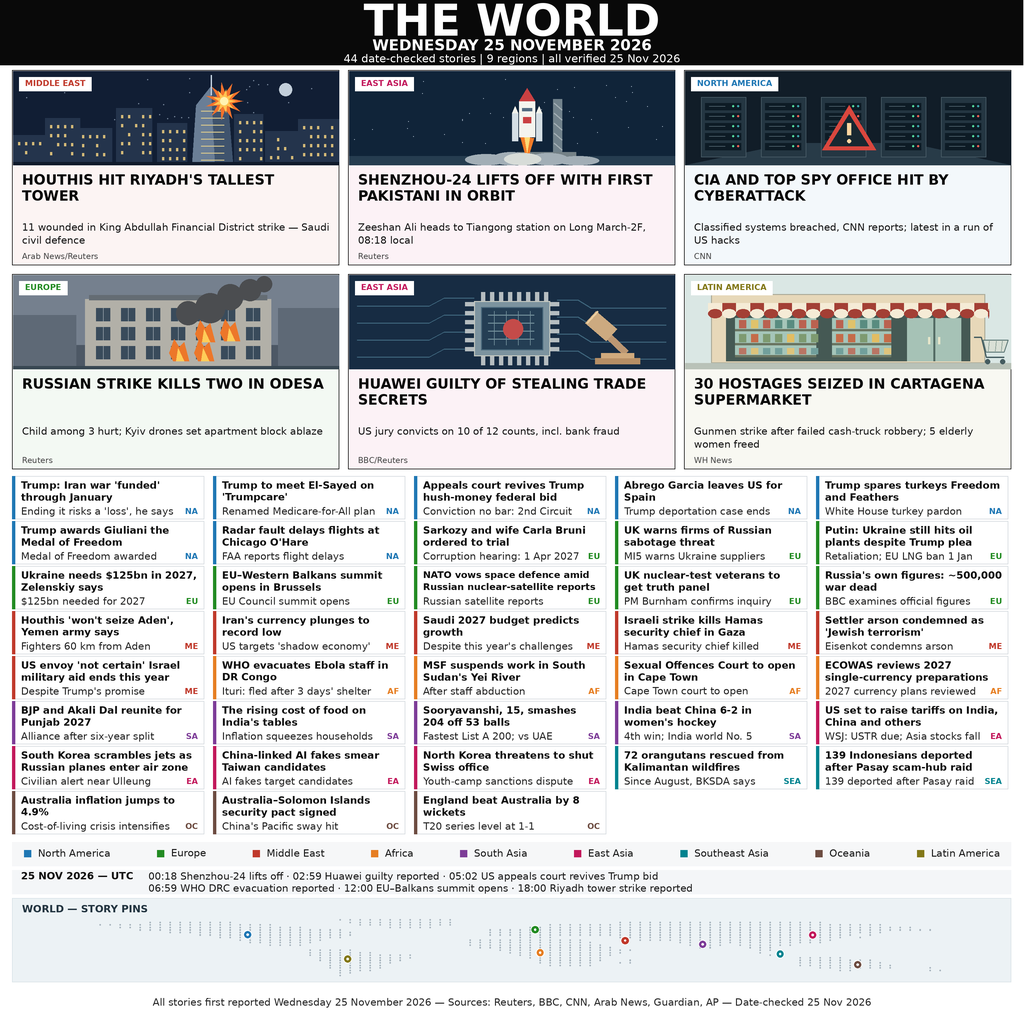 THE WORLD
WEDNESDAY 25 NOVEMBER 2026
44 date-checked stories | 9 regions | all verified 25 Nov 2026
MIDDLE EAST
HOUTHIS HIT RIYADH'S TALLEST
TOWER
11 wounded in King Abdullah Financial District strike — Saudi
civil defence
Arab News/Reuters
EAST ASIA
SHENZHOU-24 LIFTS OFF WITH FIRST
PAKISTANI IN ORBIT
Zeeshan Ali heads to Tiangong station on Long March-2F,
08:18 local
Reuters
NORTH AMERICA
CIA AND TOP SPY OFFICE HIT BY
CYBERATTACK
Classified systems breached, CNN reports; latest in a run of
US hacks
CNN
EUROPE
RUSSIAN STRIKE KILLS TWO IN ODESA
Child among 3 hurt; Kyiv drones set apartment block ablaze
Reuters
EAST ASIA
HUAWEI GUILTY OF STEALING TRADE
SECRETS
US jury convicts on 10 of 12 counts, incl. bank fraud
BBC/Reuters
LATIN AMERICA
30 HOSTAGES SEIZED IN CARTAGENA
SUPERMARKET
Gunmen strike after failed cash-truck robbery; 5 elderly
women freed
WH News
Trump: Iran war 'funded'
through January
Ending it risks a 'loss', he says NA
Trump to meet El-Sayed on
'Trumpcare'
Renamed Medicare-for-All plan NA
Appeals court revives Trump
hush-money federal bid
Conviction no bar: 2nd Circuit NA
Abrego Garcia leaves US for
Spain
Trump deportation case ends NA
Trump spares turkeys Freedom
and Feathers
White House turkey pardon NA
Trump awards Giuliani the
Medal of Freedom
Medal of Freedom awarded NA
Radar fault delays flights at
Chicago O'Hare
FAA reports flight delays NA
Sarkozy and wife Carla Bruni
ordered to trial
Corruption hearing: 1 Apr 2027 EU
UK warns firms of Russian
sabotage threat
MI5 warns Ukraine suppliers EU
Putin: Ukraine still hits oil
plants despite Trump plea
Retaliation; EU LNG ban 1 Jan EU
Ukraine needs $125bn in 2027,
Zelenskiy says
$125bn needed for 2027 EU
EU–Western Balkans summit
opens in Brussels
EU Council summit opens EU
NATO vows space defence amid
Russian nuclear-satellite reports
Russian satellite reports EU
UK nuclear-test veterans to
get truth panel
PM Burnham confirms inquiry EU
Russia's own figures: ~500,000
war dead
BBC examines official figures EU
Houthis 'won't seize Aden',
Yemen army says
Fighters 60 km from Aden ME
Iran's currency plunges to
record low
US targets 'shadow economy' ME
Saudi 2027 budget predicts
growth
Despite this year's challenges ME
Israeli strike kills Hamas
security chief in Gaza
Hamas security chief killed ME
Settler arson condemned as
'Jewish terrorism'
Eisenkot condemns arson ME
US envoy 'not certain' Israel
military aid ends this year
Despite Trump's promise ME
WHO evacuates Ebola staff in
DR Congo
Ituri: fled after 3 days' shelter AF
MSF suspends work in South
Sudan's Yei River
After staff abduction AF
Sexual Offences Court to open
in Cape Town
Cape Town court to open AF
ECOWAS reviews 2027
single-currency preparations
2027 currency plans reviewed AF
BJP and Akali Dal reunite for
Punjab 2027
Alliance after six-year split SA
The rising cost of food on
India's tables
Inflation squeezes households SA
Sooryavanshi, 15, smashes
204 off 53 balls
Fastest List A 200; vs UAE SA
India beat China 6-2 in
women's hockey
4th win; India world No. 5 SA
US set to raise tariffs on India,
China and others
WSJ: USTR due; Asia stocks fall EA
South Korea scrambles jets as
Russian planes enter air zone
Civilian alert near Ulleung EA
China-linked AI fakes smear
Taiwan candidates
AI fakes target candidates EA
North Korea threatens to shut
Swiss office
Youth-camp sanctions dispute EA
72 orangutans rescued from
Kalimantan wildfires
Since August, BKSDA says SEA
139 Indonesians deported
after Pasay scam-hub raid
139 deported after Pasay raid SEA
Australia inflation jumps to
4.9%
Cost-of-living crisis intensifies OC
Australia–Solomon Islands
security pact signed
China's Pacific sway hit OC
England beat Australia by 8
wickets
T20 series level at 1-1 OC
North America Europe Middle East Africa South Asia East Asia Southeast Asia Oceania Latin America
25 NOV 2026 — UTC 00:18 Shenzhou-24 lifts off · 02:59 Huawei guilty reported · 05:02 US appeals court revives Trump bid
06:59 WHO DRC evacuation reported · 12:00 EU–Balkans summit opens · 18:00 Riyadh tower strike reported
WORLD — STORY PINS
All stories first reported Wednesday 25 November 2026 — Sources: Reuters, BBC, CNN, Arab News, Guardian, AP — Date-checked 25 Nov 2026